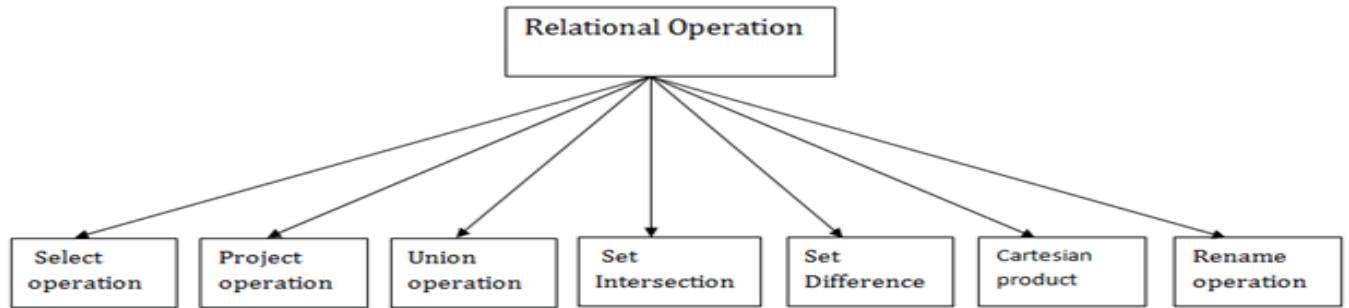 Relational Operation
Select
operation
Project
operation
Union
operation
Set
Intersection
Set
Difference
Cartesian
product
Rename
operation